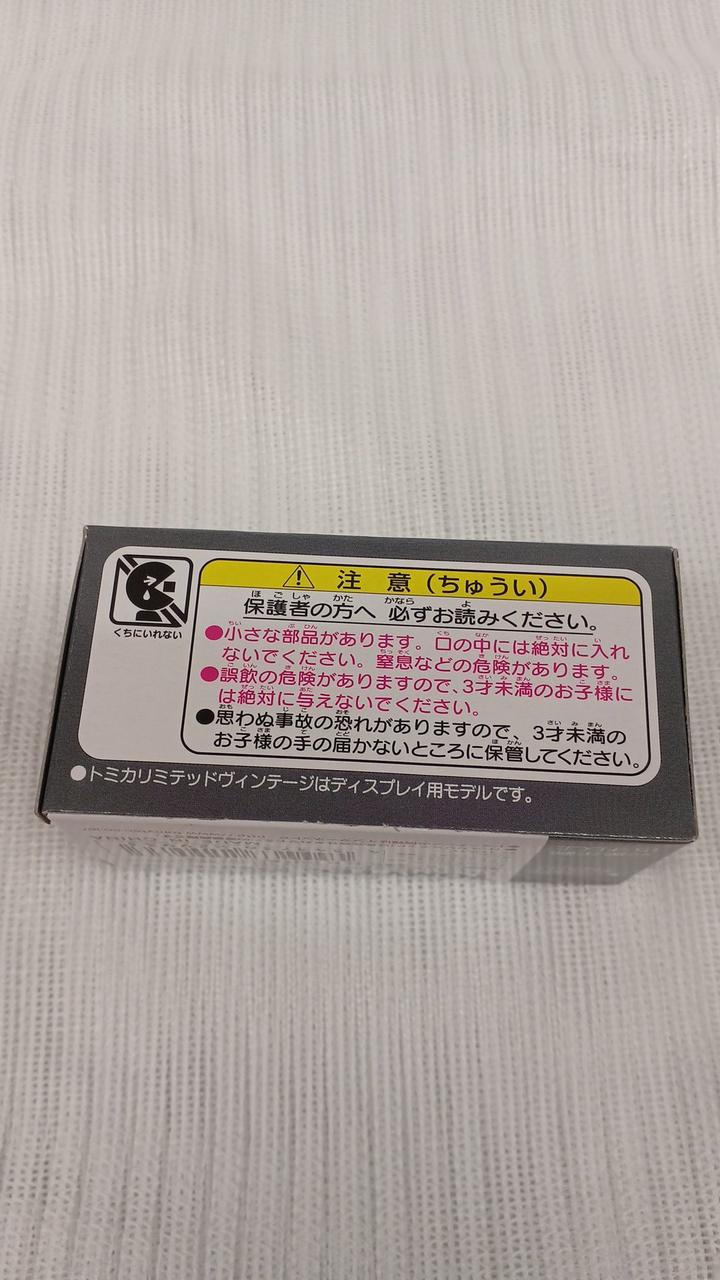 くちにいれない
注 意 (ちゅうい)
保護者の方へ 必ずお読みください。
●小さな部品があります。口の中には絶対に入れ
ないでください。窒息などの危険があります。
●誤飲の危険がありますので、3才未満のお子様に
は絶対に与えないでください。
●思わぬ事故の恐れがありますので、3才未満の
お子様の手の届かないところに保管してください。
●トミカリミテッドヴィンテージはディスプレイ用モデルです。